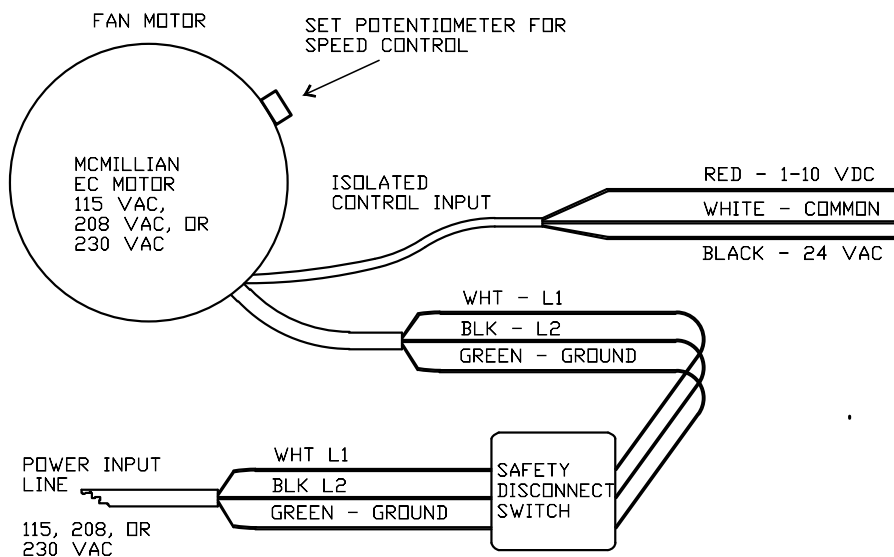 FAN MOTOR
SET POTENTIOMETER FOR
SPEED CONTROL
MCMILLIAN
EC MOTOR
115 VAC,
208 VAC, OR
230 VAC
ISOLATED
CONTROL INPUT
RED - 1-10 VDC
WHITE - COMMON
BLACK - 24 VAC
WHT - L1
BLK - L2
GREEN - GROUND
POWER INPUT
LINE
115, 208, OR
230 VAC
WHT L1
BLK L2
GREEN - GROUND
SAFETY
DISCONNECT
SWITCH